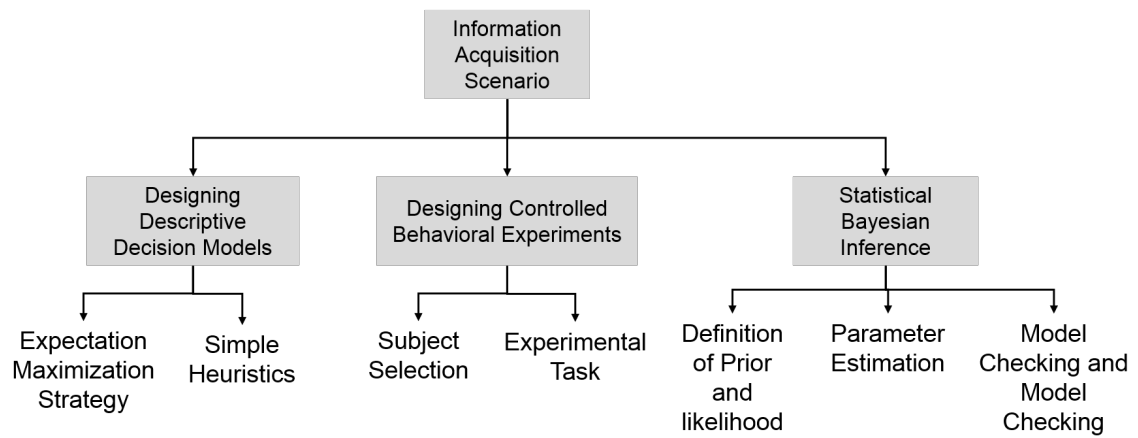 Information
Acquisition
Scenario
Designing
Descriptive
Decision Models
Designing Controlled
Behavioral Experiments
Statistical
Bayesian
Inference
Expectation
Maximization
Strategy
Simple
Heuristics
Subject
Selection
Experimental
Task
Definition
of Prior
and
likelihood
Parameter
Estimation
Model
Checking and
Model
Checking